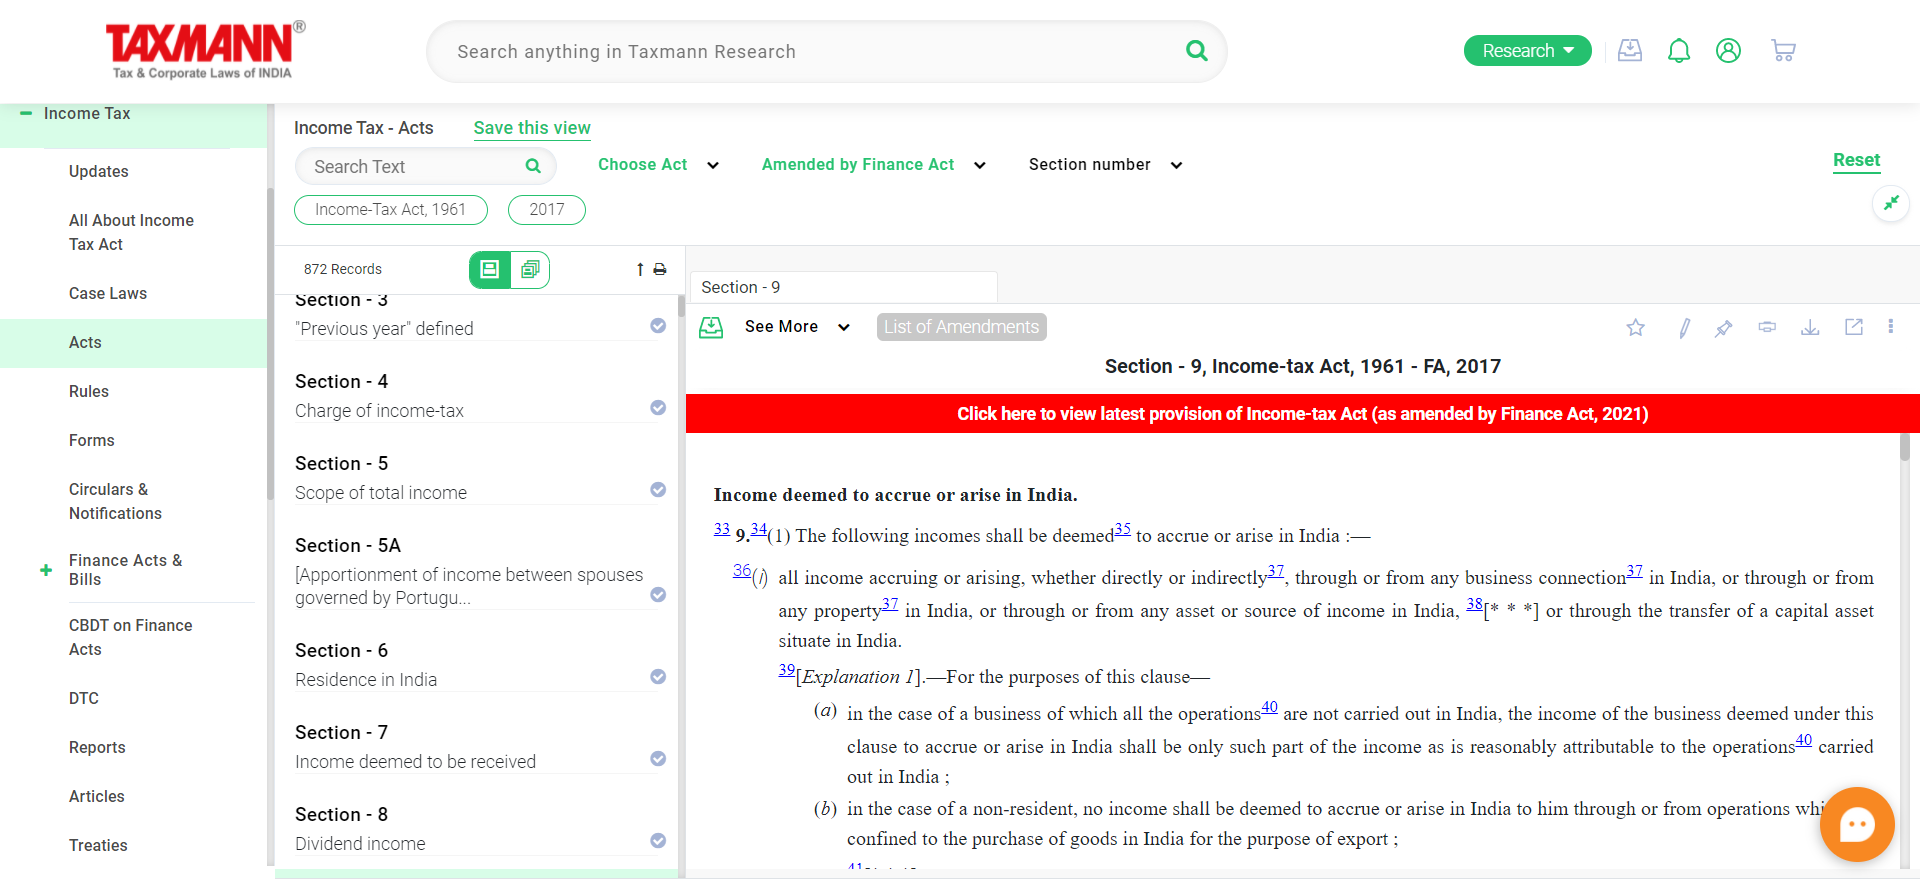 TAXMANN®
Tax & Corporate Laws of INDIA
Search anything in Taxmann Research
Research
Income Tax
Updates
All About Income
Tax Act
Case Laws
Acts
Rules
Forms
Circulars &
Notifications
Finance Acts &
Bills
CBDT on Finance
Acts
DTC
Reports
Articles
Treaties
Income Tax - Acts
Save this view
Search Text
Choose Act
Amended by Finance Act
Section number
Reset
Income-Tax Act, 1961
2017
872 Records
Section - 3
"Previous year" defined
Section - 4
Charge of income-tax
Section - 5
Scope of total income
Section - 5A
[Apportionment of income between spouses
governed by Portugu...
Section - 6
Residence in India
Section - 7
Income deemed to be received
Section - 8
Dividend income
Section - 9
See More
List of Amendments
Section - 9, Income-tax Act, 1961 - FA, 2017
Click here to view latest provision of Income-tax Act (as amended by Finance Act, 2021)
Income deemed to accrue or arise in India.
33 9.34(1) The following incomes shall be deemed35 to accrue or arise in India :—
36(i) all income accruing or arising, whether directly or indirectly37, through or from any business connection37 in India, or through or from
any property37 in India, or through or from any asset or source of income in India, 38[* * *] or through the transfer of a capital asset
situate in India.
39[Explanation 1].—For the purposes of this clause—
(a) in the case of a business of which all the operations40 are not carried out in India, the income of the business deemed under this
clause to accrue or arise in India shall be only such part of the income as is reasonably attributable to the operations40 carried
out in India ;
(b) in the case of a non-resident, no income shall be deemed to accrue or arise in India to him through or from operations
confined to the purchase of goods in India for the purpose of export ;